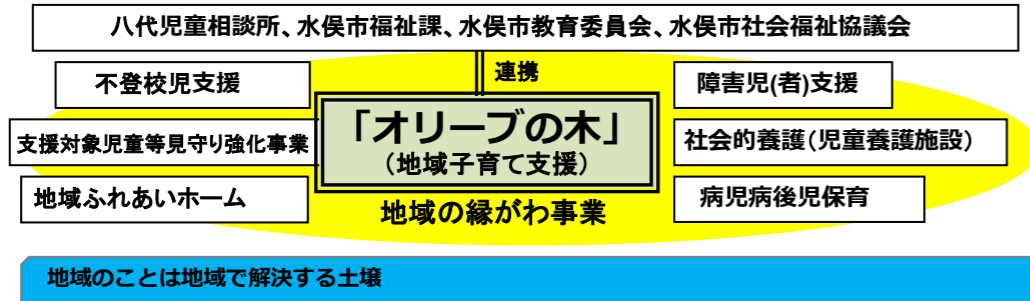 八代児童相談所、水俣市福祉課、水俣市教育委員会、水俣市社会福祉協議会
連携
不登校児支援
障害児(者)支援
「オリーブの木」
(地域子育て支援)
支援対象児童等見守り強化事業
社会的養護(児童養護施設)
地域ふれあいホーム
病児病後児保育
地域の縁がわ事業
地域のことは地域で解決する土壌